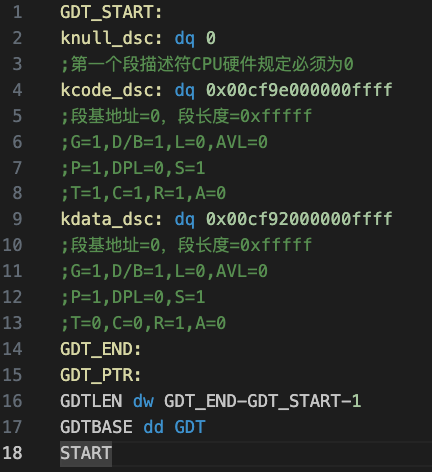 1 GDT_START:
2 knull_dsc: dq 0
3 ;第一个段描述符CPU硬件规定必须为0
4 kcode_dsc: dq 0x00cf9e000000ffff
5 ;段基地址=0，段长度=0xfffff
6 ;G=1,D/B=1,L=0,AVL=0
7 ;P=1,DPL=0,S=1
8 ;T=1,C=1,R=1,A=0
9 kdata_dsc: dq 0x00cf92000000ffff
10 ;段基地址=0，段长度=0xfffff
11 ;G=1,D/B=1,L=0,AVL=0
12 ;P=1,DPL=0,S=1
13 ;T=0,C=0,R=1,A=0
14 GDT_END:
15 GDT_PTR:
16 GDTLEN dw GDT_END-GDT_START-1
17 GDTBASE dd GDT
18 START